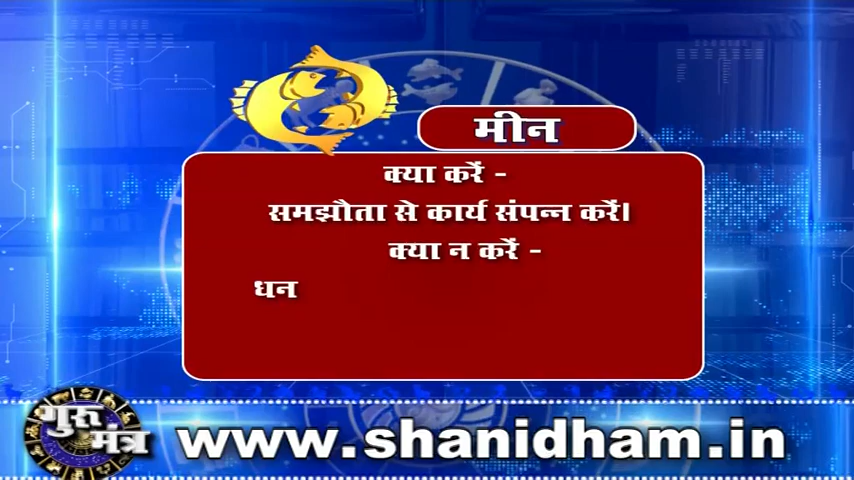 मीन
क्या करें -
समझौता से कार्य संपन्न करें।
क्या न करें -
धन
गुरु
मंत्र
www.shanidham.in